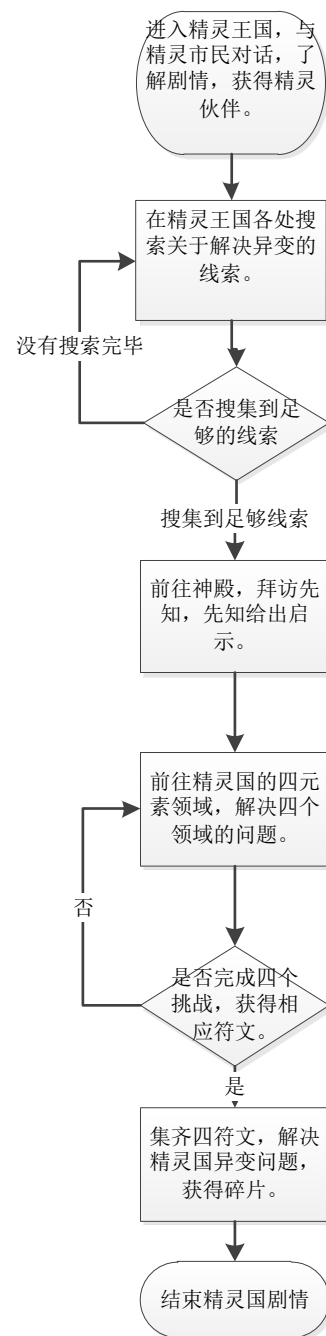 进入精灵王国，与
精灵市民对话，了
解剧情，获得精灵
伙伴。
在精灵王国各处搜
索关于解决异变的
线索。
没有搜索完毕
是否搜集到足
够的线索
搜集到足够线索
前往神殿，拜访先
知，先知给出启
示。
前往精灵国的四元
素领域，解决四个
领域的问题。
否
是否完成四个
挑战，获得相
应符文。
是
集齐四符文，解决
精灵国异变问题，
获得碎片。
结束精灵国剧情